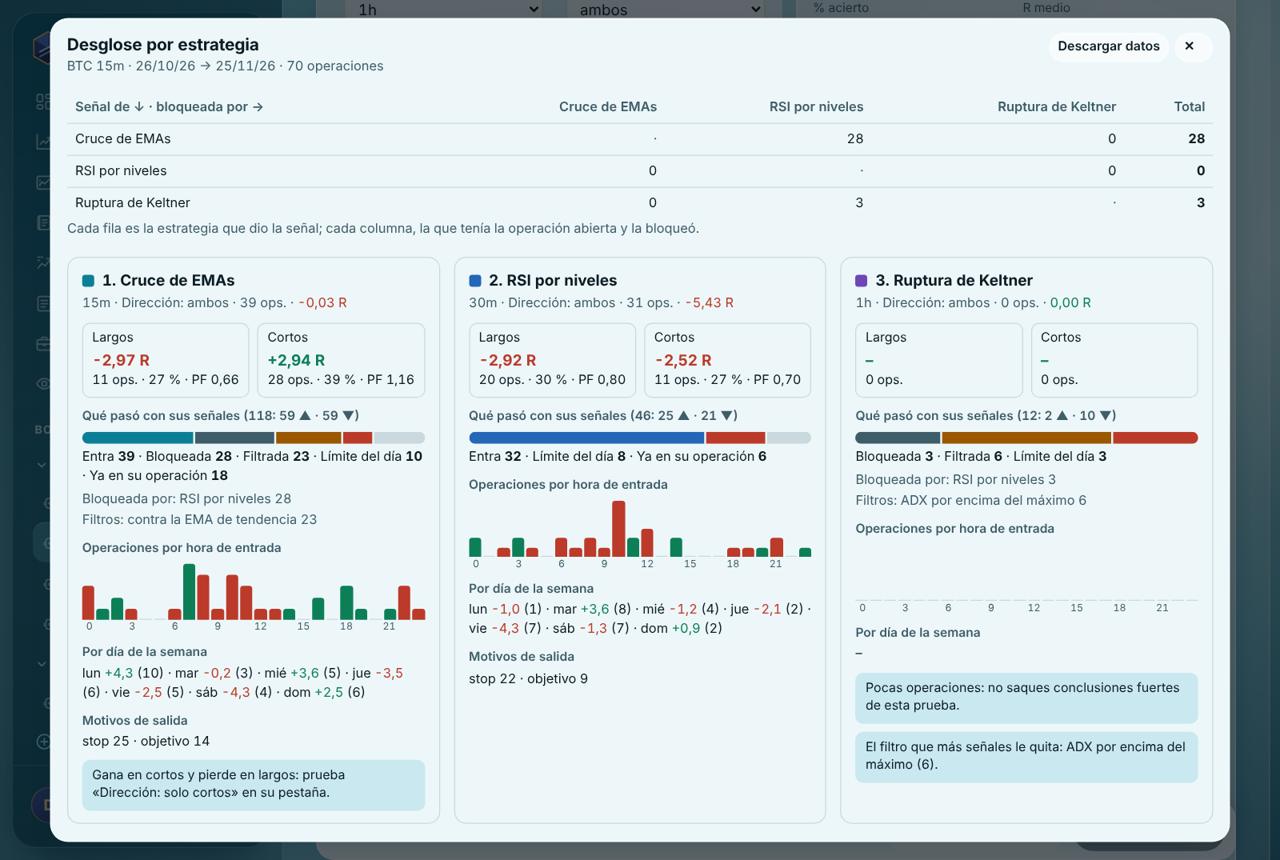 1h
ambos
% acierto
R medio
Desglose por estrategia
Descargar datos
✕
BTC 15m · 26/10/26 → 25/11/26 · 70 operaciones
Señal de ↓ · bloqueada por →
Cruce de EMAs
RSI por niveles
Ruptura de Keltner
Total
Cruce de EMAs · 28 0 28
RSI por niveles 0 · 0 0
Ruptura de Keltner 0 3 · 3
Cada fila es la estrategia que dio la señal; cada columna, la que tenía la operación abierta y la bloqueó.
1. Cruce de EMAs
15m · Dirección: ambos · 39 ops. · -0,03 R
Largos
-2,97 R
11 ops. · 27 % · PF 0,66
Cortos
+2,94 R
28 ops. · 39 % · PF 1,16
Qué pasó con sus señales (118: 59 ▲ · 59 ▼)
Entra 39 · Bloqueada 28 · Filtrada 23 · Límite del día 10
· Ya en su operación 18
Bloqueada por: RSI por niveles 28
Filtros: contra la EMA de tendencia 23
Operaciones por hora de entrada
0 3 6 9 12 15 18 21
Por día de la semana
lun +4,3 (10) · mar -0,2 (3) · mié +3,6 (5) · jue -3,5
(6) · vie -2,5 (5) · sáb -4,3 (4) · dom +2,5 (6)
Motivos de salida
stop 25 · objetivo 14
Gana en cortos y pierde en largos: prueba
«Dirección: solo cortos» en su pestaña.
2. RSI por niveles
30m · Dirección: ambos · 31 ops. · -5,43 R
Largos
-2,92 R
20 ops. · 30 % · PF 0,80
Cortos
-2,52 R
11 ops. · 27 % · PF 0,70
Qué pasó con sus señales (46: 25 ▲ · 21 ▼)
Entra 32 · Límite del día 8 · Ya en su operación 6
Operaciones por hora de entrada
0 3 6 9 12 15 18 21
Por día de la semana
lun -1,0 (1) · mar +3,6 (8) · mié -1,2 (4) · jue -2,1 (2) ·
vie -4,3 (7) · sáb -1,3 (7) · dom +0,9 (2)
Motivos de salida
stop 22 · objetivo 9
3. Ruptura de Keltner
1h · Dirección: ambos · 0 ops. · 0,00 R
Largos
–
0 ops.
Cortos
–
0 ops.
Qué pasó con sus señales (12: 2 ▲ · 10 ▼)
Bloqueada 3 · Filtrada 6 · Límite del día 3
Bloqueada por: RSI por niveles 3
Filtros: ADX por encima del máximo 6
Operaciones por hora de entrada
0 3 6 9 12 15 18 21
Por día de la semana
–
Pocas operaciones: no saques conclusiones fuertes
de esta prueba.
El filtro que más señales le quita: ADX por encima del
máximo (6).